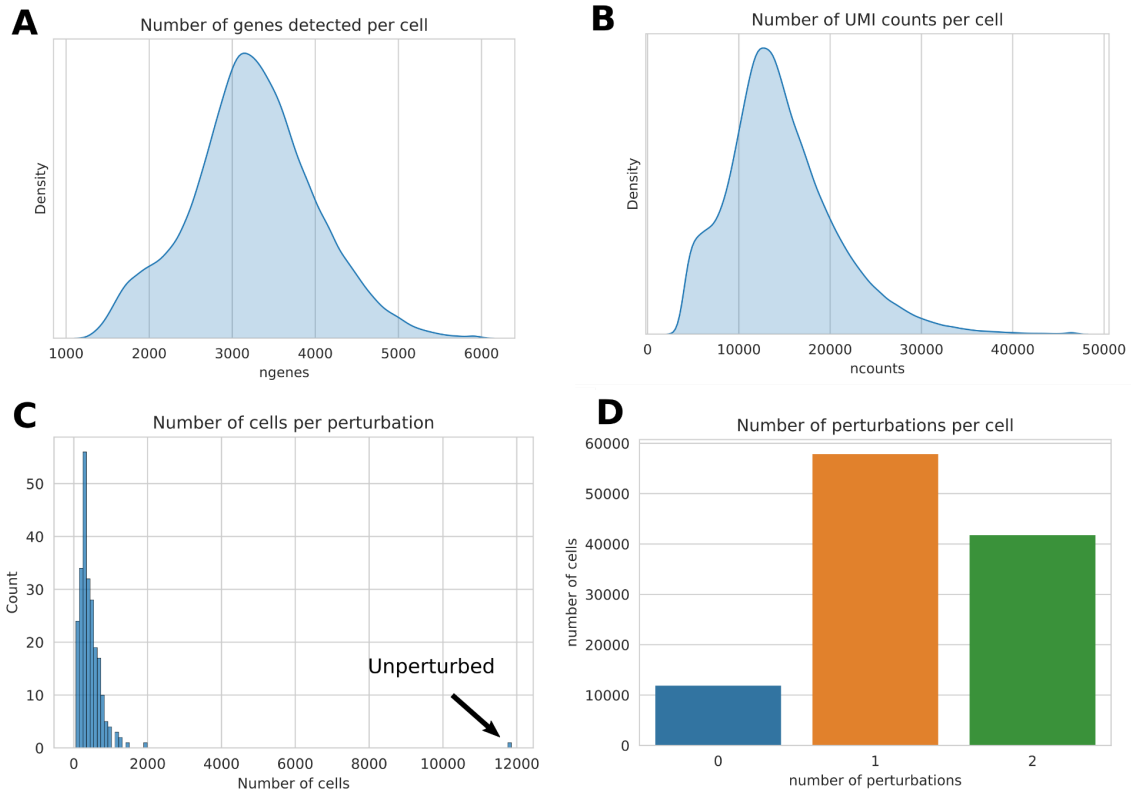 A
Number of genes detected per cell
Density
1000 2000 3000 4000 5000 6000
ngenes
B
Number of UMI counts per cell
Density
0 10000 20000 30000 40000 50000
ncounts
C
Number of cells per perturbation
Count
50
40
30
20
10
0
Unperturbed
0 2000 4000 6000 8000 10000 12000
Number of cells
D
Number of perturbations per cell
number of cells
60000
50000
40000
30000
20000
10000
0
0 1 2
number of perturbations